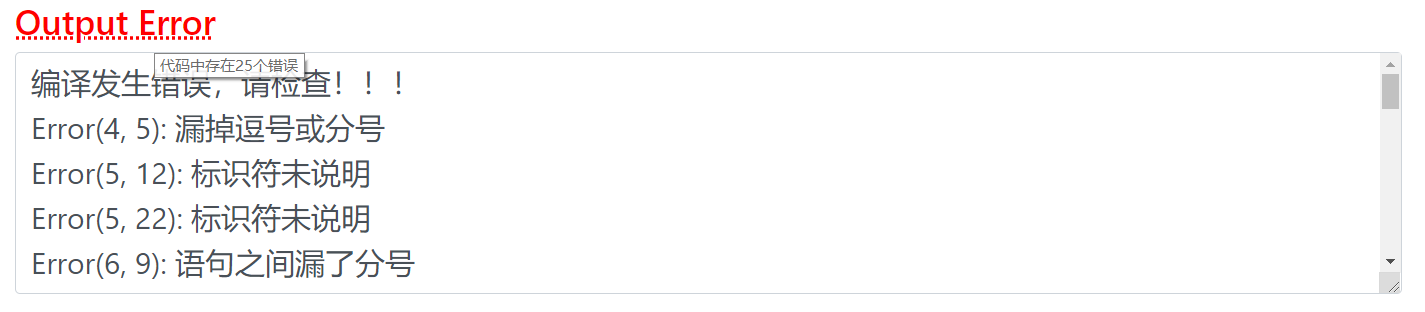 Output Error
代码中存在25个错误
编译发生错误，请检查！！！
Error(4, 5): 漏掉逗号或分号
Error(5, 12): 标识符未说明
Error(5, 22): 标识符未说明
Error(6, 9): 语句之间漏了分号